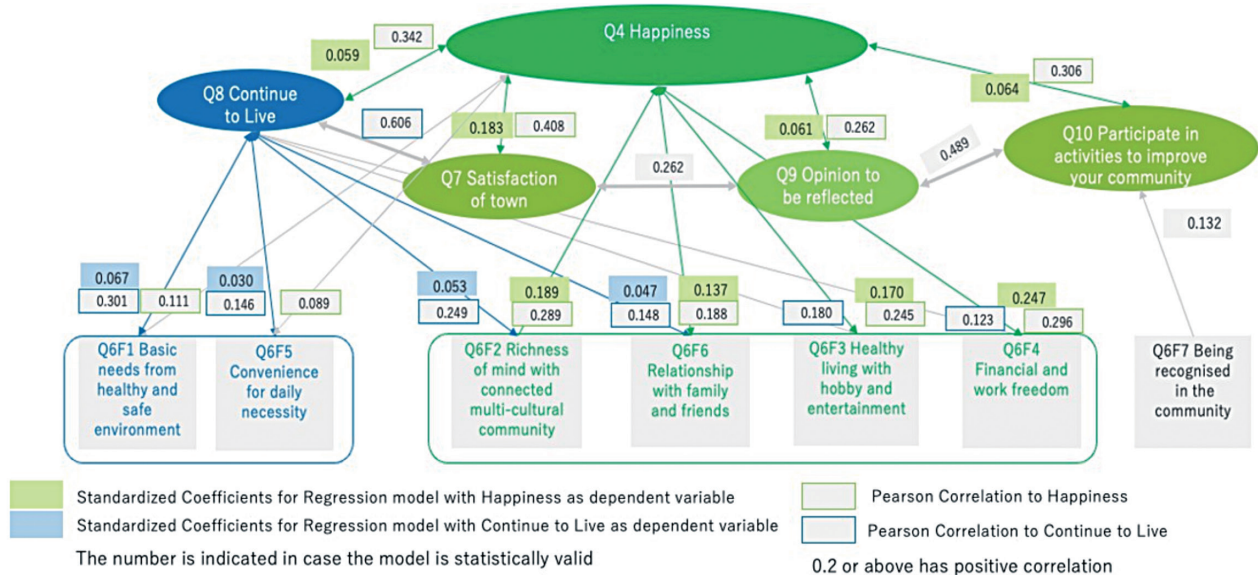 Q4 Happiness
0.342
0.059
0.306
0.064
Q8 Continue
to Live
0.606
0.183
0.408
0.061
0.262
Q10 Participate in
activities to improve
your community
0.489
0.262
Q7 Satisfaction
of town
Q9 Opinion to
be reflected
0.132
0.067
0.301
0.111
0.030
0.146
0.089
0.053
0.249
0.189
0.289
0.047
0.148
0.137
0.188
0.180
0.170
0.245
0.123
0.247
0.296
Q6F1 Basic
needs from
healthy and
safe
environment
Q6F5
Convenience
for daily
necessity
Q6F2 Richness
of mind with
connected
multi-cultural
community
Q6F6
Relationship
with family
and friends
Q6F3 Healthy
living with
hobby and
entertainment
Q6F4
Financial and
work freedom
Q6F7 Being
recognised
in the
community
Standardized Coefficients for Regression model with Happiness as dependent variable
Standardized Coefficients for Regression model with Continue to Live as dependent variable
The number is indicated in case the model is statistically valid
Pearson Correlation to Happiness
Pearson Correlation to Continue to Live
0.2 or above has positive correlation